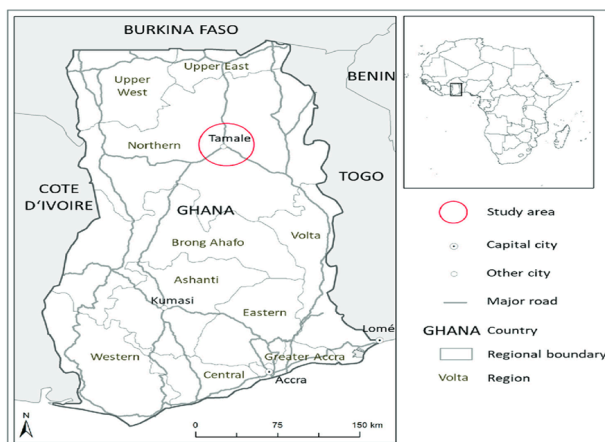 BURKINA FASO
Upper East
Upper
West
BENIN
Tamale
Northern
TOGO
COTE
D'IVOIRE
GHANA
Volta
Brong Ahafo
Ashanti
Kumasi
Eastern
Lomé
Western
Greater Accra
Central
Accra
N
0 75 150 km
Study area
Capital city
Other city
Major road
GHANA Country
Regional boundary
Volta Region